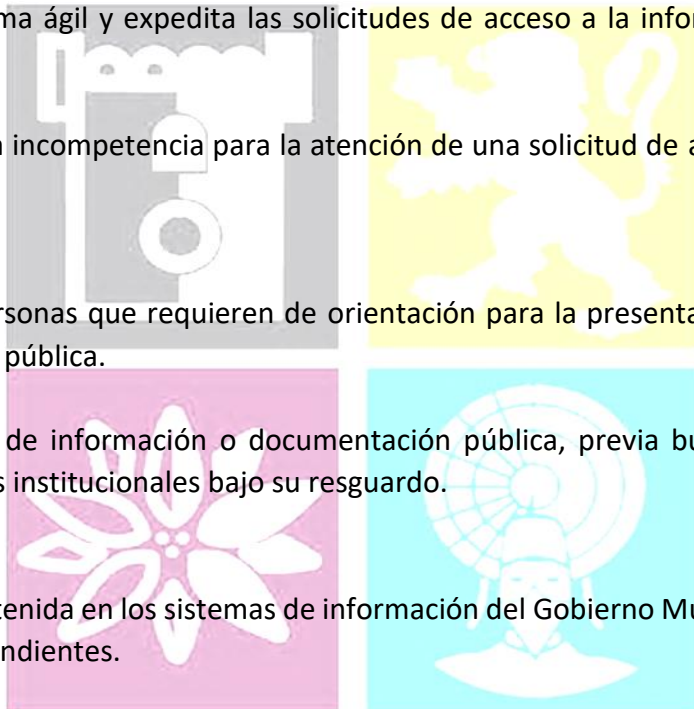 ma ágil y expedita las solicitudes de acceso a la infor
incompetencia para la atención de una solicitud de a
rsonas que requieren de orientación para la presenta
pública.
de información o documentación pública, previa bu
s institucionales bajo su resguardo.
tenida en los sistemas de información del Gobierno Mu
ndientes.